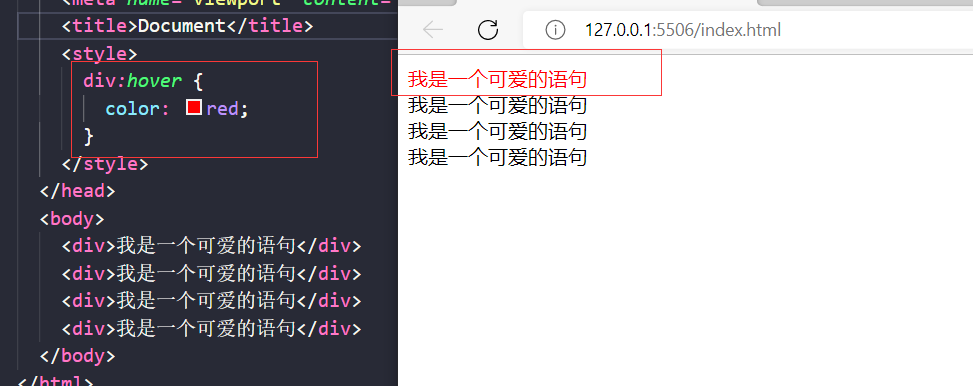 <meta name="viewport" content=
<title>Document</title>
<style>
div:hover {
color: red;
}
</style>
</head>
<body>
<div>我是一个可爱的语句</div>
<div>我是一个可爱的语句</div>
<div>我是一个可爱的语句</div>
<div>我是一个可爱的语句</div>
</body>
</html>
127.0.0.1:5506/index.html
我是一个可爱的语句
我是一个可爱的语句
我是一个可爱的语句
我是一个可爱的语句